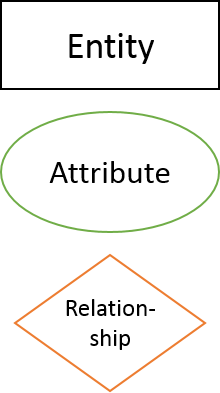 Entity
Attribute
Relation-
ship